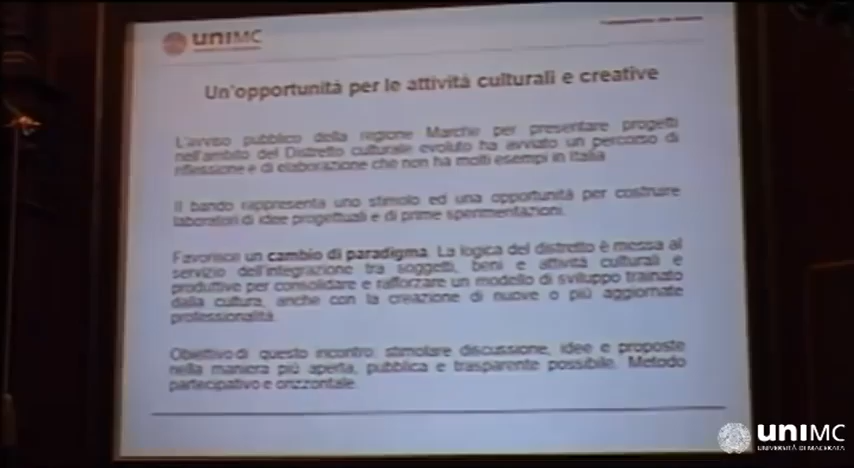 unimc
Un'opportunità per le attività culturali e creative
L'avviso pubblico della regione Marche per presentare progetti
nell'ambito del Distretto culturale evoluto ha avviato un percorso di
riflessione e di elaborazione che non ha molti esempi in Italia
Il bando rappresenta uno stimolo ed una opportunità per costruire
laboratori di idee progettuali e di prime sperimentazioni.
Favorisce un cambio di paradigma. La logica del distretto è messa al
servizio dell'integrazione tra soggetti, beni e attività culturali e
produttive per consolidare e rafforzare un modello di sviluppo trainato
dalla cultura, anche con la creazione di nuove o più aggiornate
professionalità.
Obiettivo di questo incontro: stimolare discussione, idee e proposte
nella maniera più aperta, pubblica e trasparente possibile. Metodo
partecipativo e orizzontale.
unimc
UNIVERSITÀ DI MACERATA